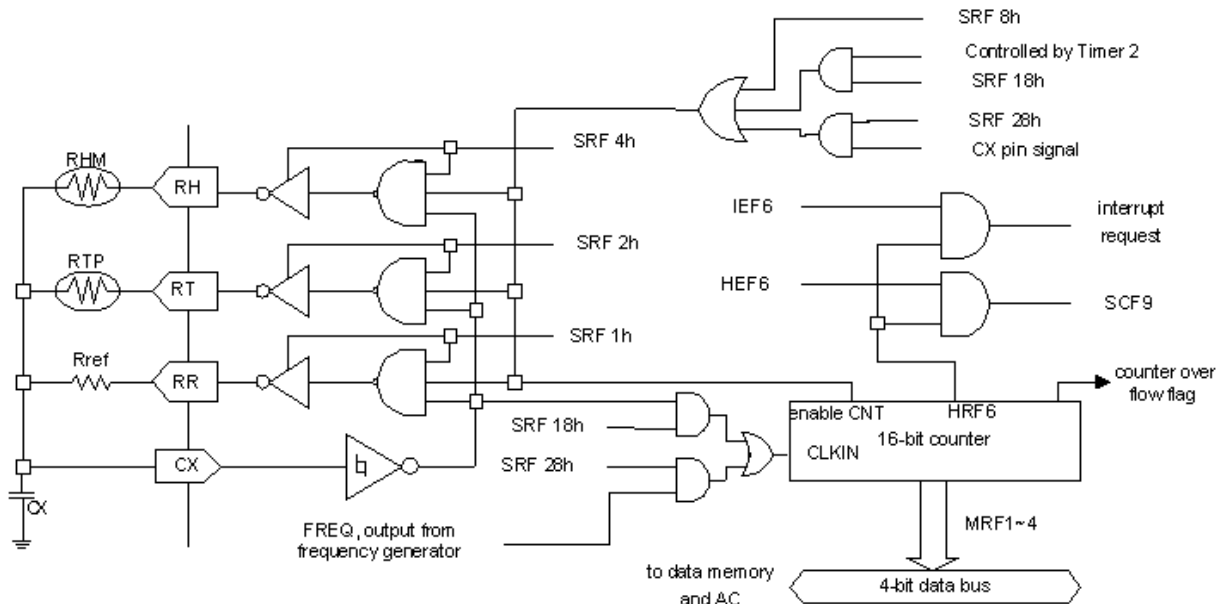 SRF 8h
Controlled by Timer 2
SRF 18h
SRF 28h
CX pin signal
SRF 4h
RHM
RH
IEF6
interrupt
request
SRF 2h
RTP
RT
HEF6
SCF9
SRF 1h
Rref
RR
counter over
flow flag
enable CNT
HRF6
16-bit counter
CLKIN
SRF 18h
SRF 28h
CX
CX
FREQ, output from
frequency generator
MRF1~4
to data memory
and AC
4-bit data bus